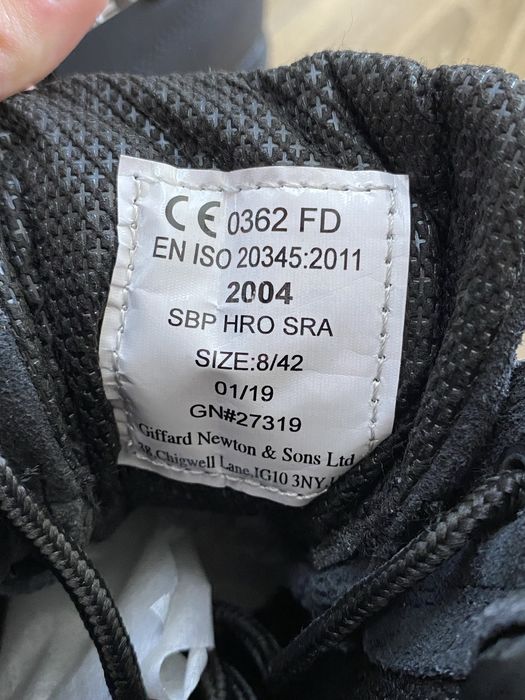 CE 0362 FD
EN ISO 20345:2011
2004
SBP HRO SRA
SIZE:8/42
01/19
GN#27319
Giffard Newton & Sons Ltd
38,Chigwell Lane,IG10 3NY,